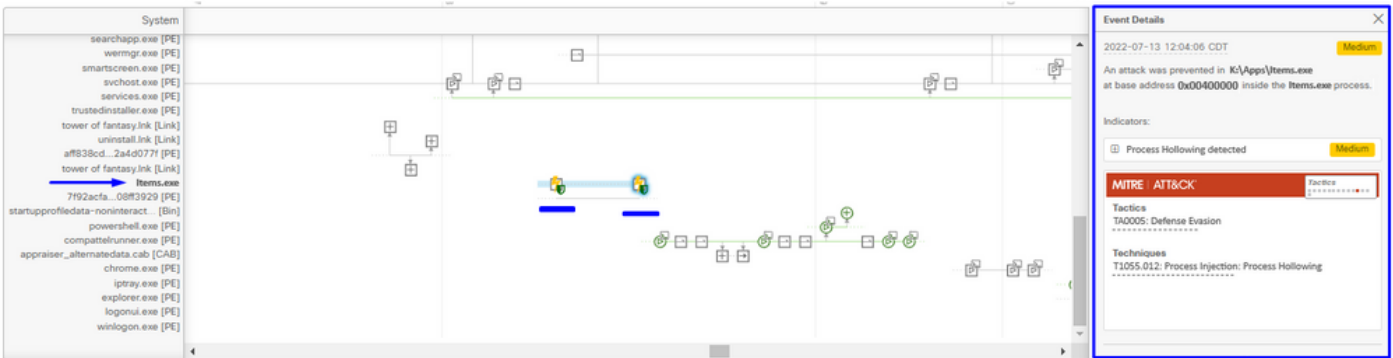 System
searchapp.exe [PE]
wermgr.exe [PE]
smartscreen.exe [PE]
svchost.exe [PE]
services.exe [PE]
trustedinstaller.exe [PE]
tower of fantasy.lnk [Link]
uninstall.lnk [Link]
aff838cd...2a4d077f [PE]
tower of fantasy.lnk [Link]
Items.exe
7f92acfa...08ff3929 [PE]
startupprofiledata-noninteract... [Bin]
powershell.exe [PE]
compattelrunner.exe [PE]
appraiser_alternatedata.cab [CAB]
chrome.exe [PE]
iptray.exe [PE]
explorer.exe [PE]
logonui.exe [PE]
winlogon.exe [PE]
Event Details
2022-07-13 12:04:06 CDT
Medium
An attack was prevented in K:\Apps\Items.exe
at base address 0x00400000 inside the Items.exe process.
Indicators:
Process Hollowing detected
Medium
MITRE | ATT&CK
Tactics
Tactics
TA0005: Defense Evasion
Techniques
T1055.012: Process Injection: Process Hollowing